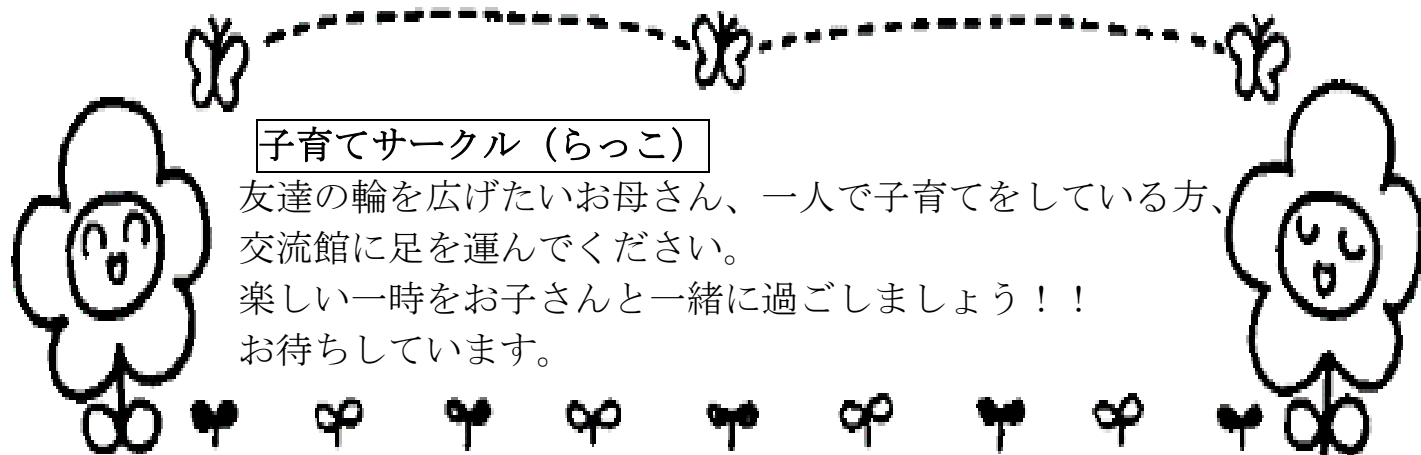 子育てサークル（らっこ）
友達の輪を広げたいお母さん、一人で子育てをしている方、
交流館に足を運んでください。
楽しい一時をお子さんと一緒に過ごしましょう！！
お待ちしています。